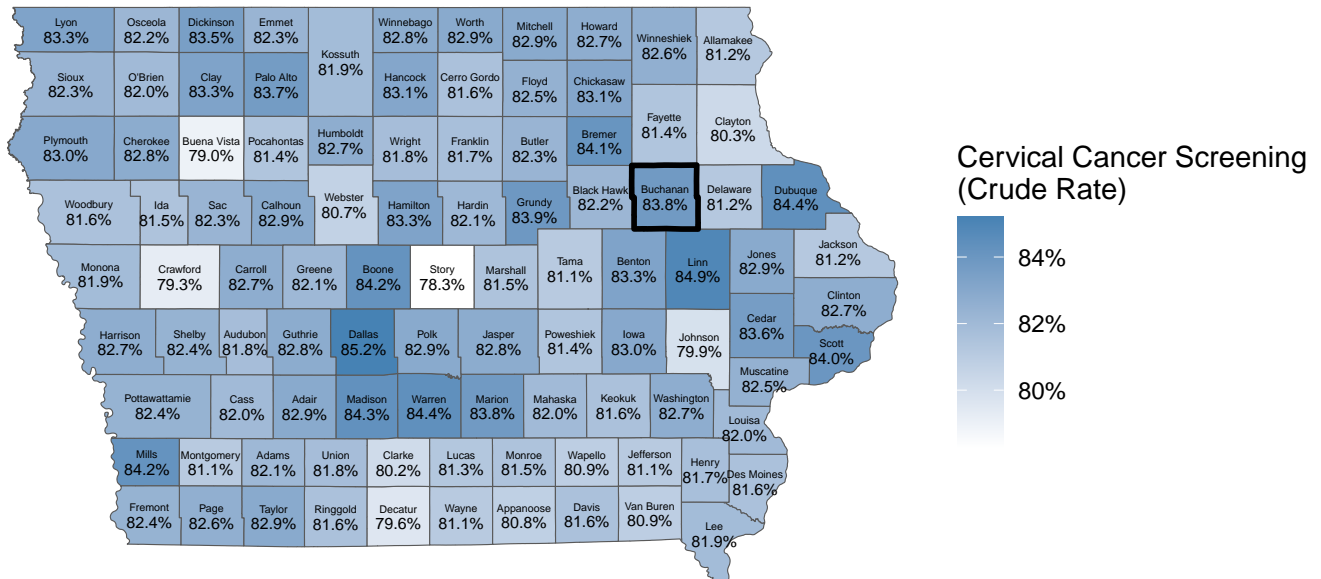 Lyon
83.3%
Osceola
82.2%
Dickinson
83.5%
Emmet
82.3%
Kossuth
81.9%
Winnebago
82.8%
Worth
82.9%
Mitchell
82.9%
Howard
82.7%
Winneshiek
82.6%
Allamakee
81.2%
Sioux
82.3%
O'Brien
82.0%
Clay
83.3%
Palo Alto
83.7%
Hancock
83.1%
Cerro Gordo
81.6%
Floyd
82.5%
Chickasaw
83.1%
Fayette
81.4%
Clayton
80.3%
Plymouth
83.0%
Cherokee
82.8%
Buena Vista
79.0%
Pocahontas
81.4%
Humboldt
82.7%
Wright
81.8%
Franklin
81.7%
Butler
82.3%
Bremer
84.1%
Woodbury
81.6%
Ida
81.5%
Sac
82.3%
Calhoun
82.9%
Webster
80.7%
Hamilton
83.3%
Hardin
82.1%
Grundy
83.9%
Black Hawk
82.2%
Buchanan
83.8%
Delaware
81.2%
Dubuque
84.4%
Monona
81.9%
Crawford
79.3%
Carroll
82.7%
Greene
82.1%
Boone
84.2%
Story
78.3%
Marshall
81.5%
Tama
81.1%
Benton
83.3%
Linn
84.9%
Jones
82.9%
Jackson
81.2%
Clinton
82.7%
Harrison
82.7%
Shelby
82.4%
Audubon
81.8%
Guthrie
82.8%
Dallas
85.2%
Polk
82.9%
Jasper
82.8%
Poweshiek
81.4%
Iowa
83.0%
Johnson
79.9%
Cedar
83.6%
Scott
84.0%
Muscatine
82.5%
Pottawattamie
82.4%
Cass
82.0%
Adair
82.9%
Madison
84.3%
Warren
84.4%
Marion
83.8%
Mahaska
82.0%
Keokuk
81.6%
Washington
82.7%
Louisa
82.0%
Mills
84.2%
Montgomery
81.1%
Adams
82.1%
Union
81.8%
Clarke
80.2%
Lucas
81.3%
Monroe
81.5%
Wapello
80.9%
Jefferson
81.1%
Henry
81.7%
Des Moines
81.6%
Fremont
82.4%
Page
82.6%
Taylor
82.9%
Ringgold
81.6%
Decatur
79.6%
Wayne
81.1%
Appanoose
80.8%
Davis
81.6%
Van Buren
80.9%
Lee
81.9%
Cervical Cancer Screening
(Crude Rate)
84%
82%
80%